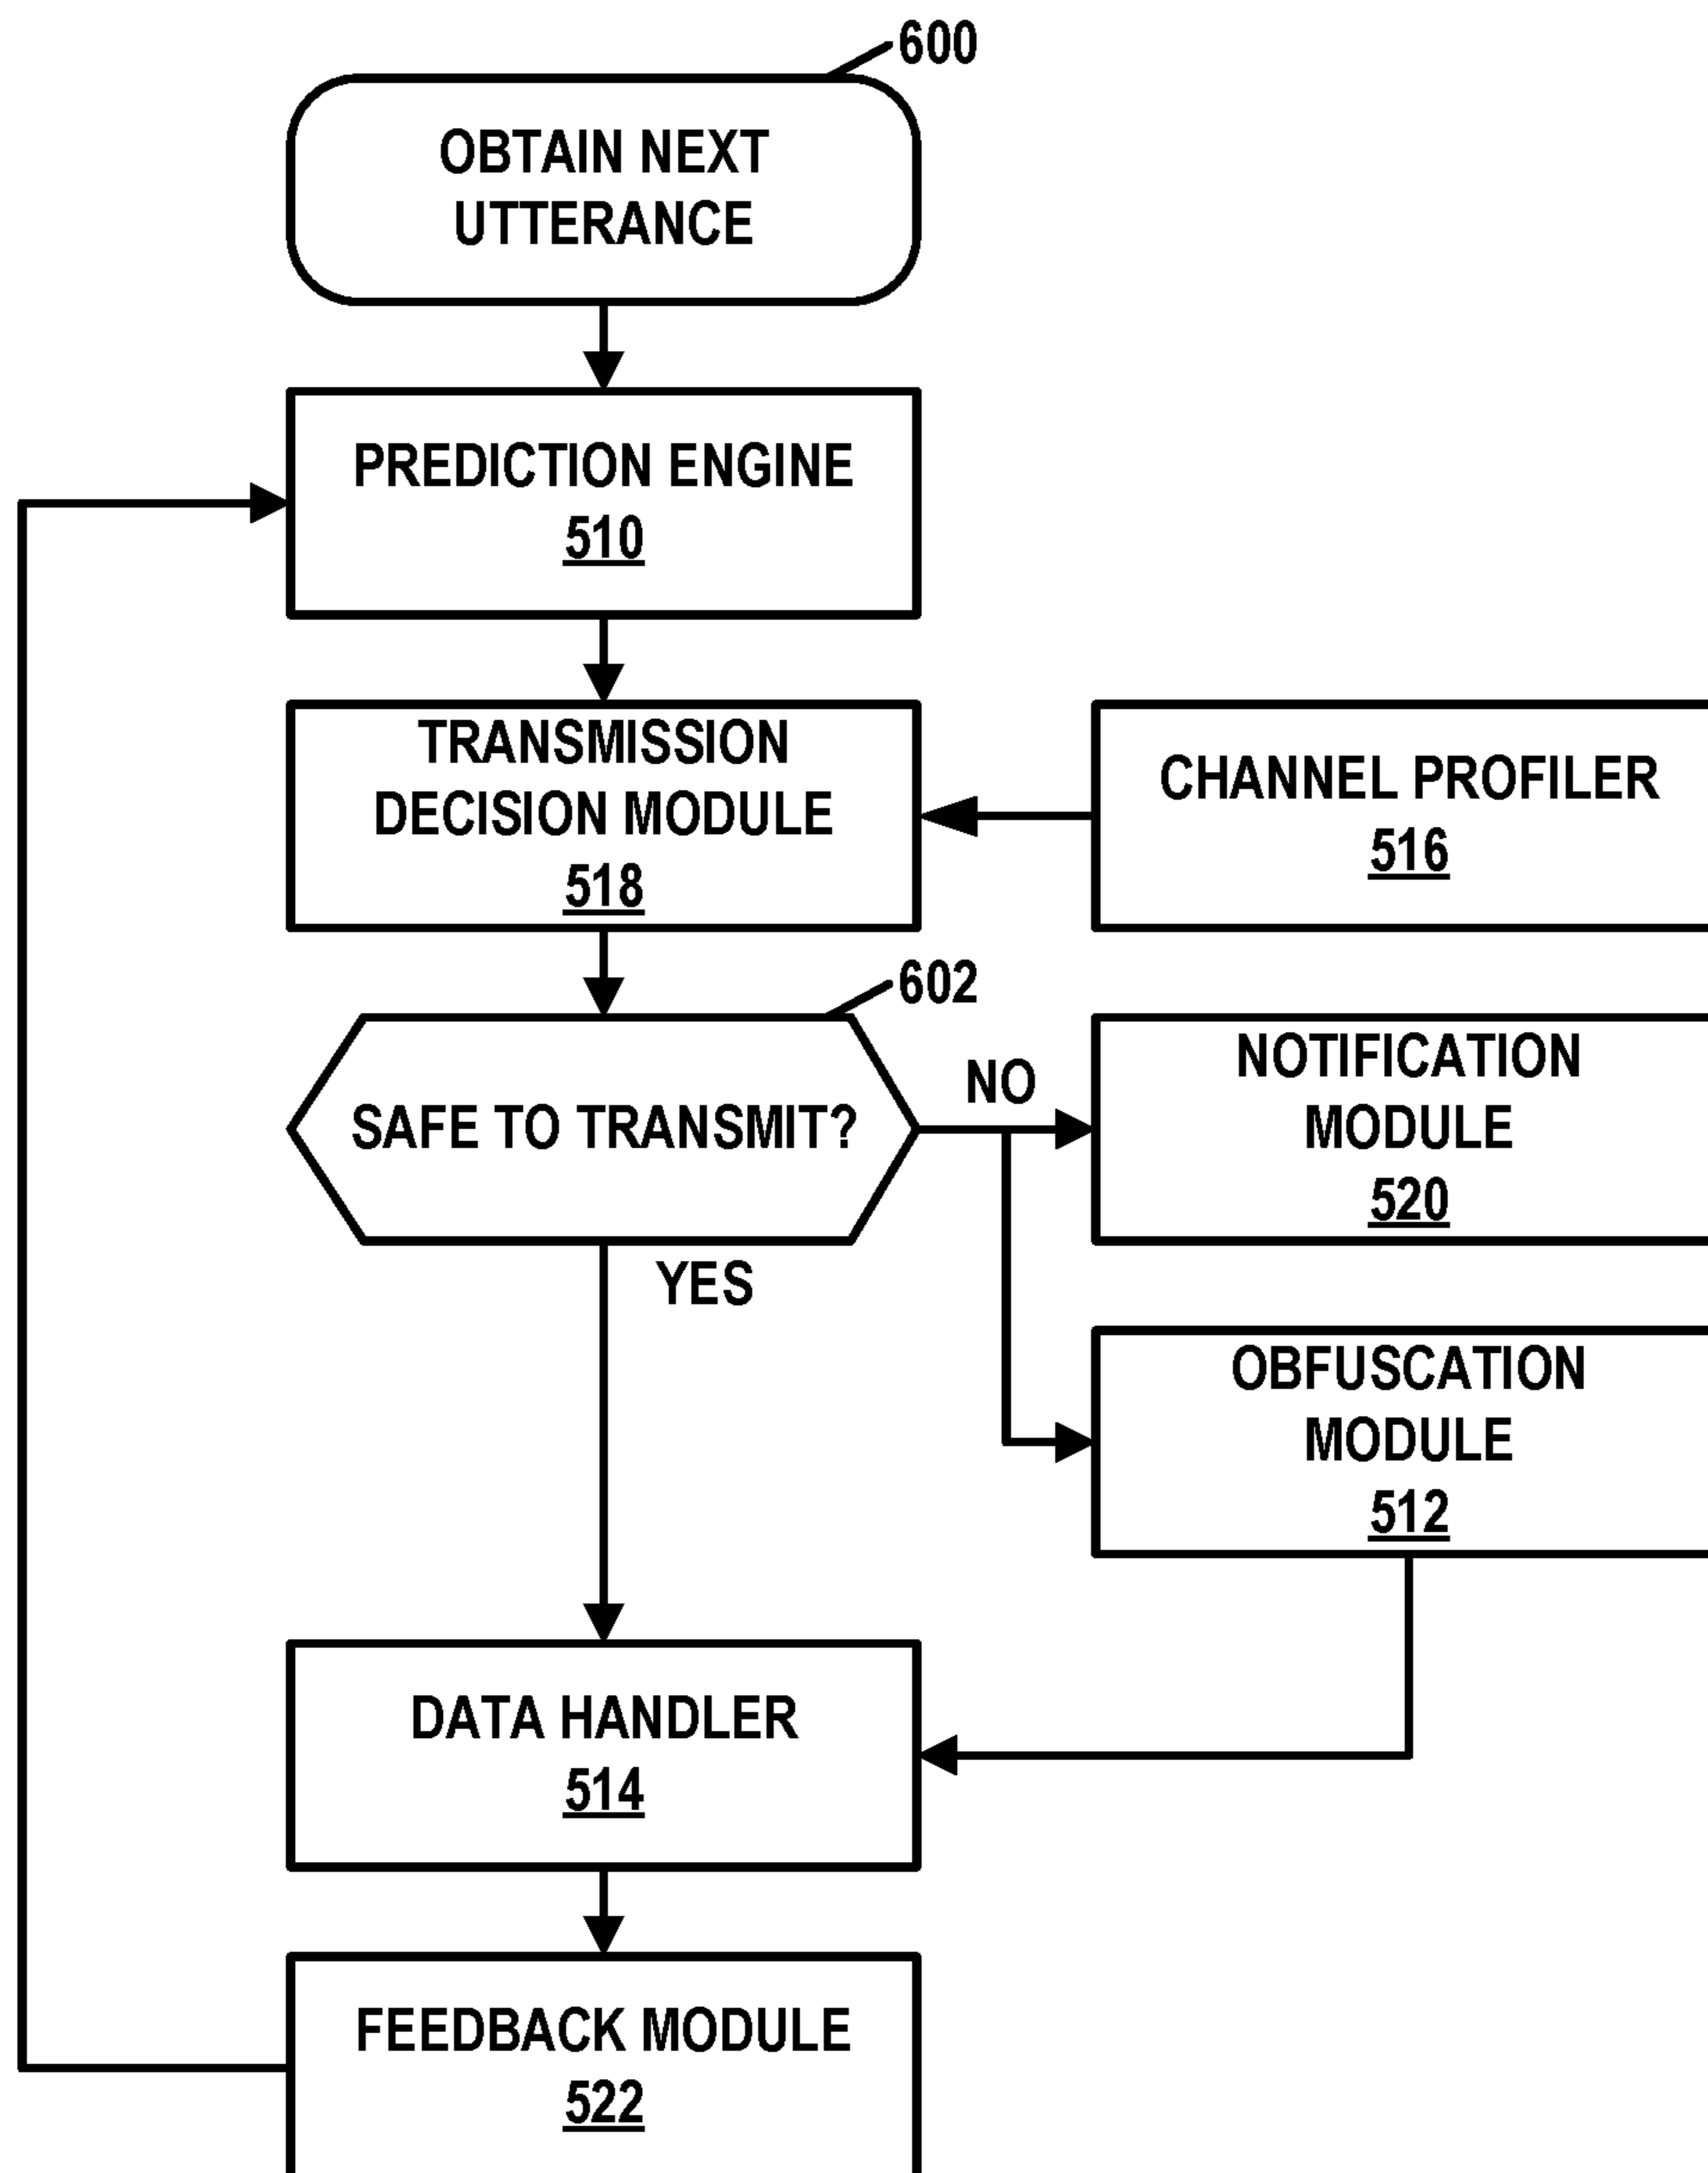 600
OBTAIN NEXT
UTTERANCE
PREDICTION ENGINE
510
TRANSMISSION
DECISION MODULE
518
CHANNEL PROFILER
516
602
SAFE TO TRANSMIT?
NO
YES
NOTIFICATION
MODULE
520
OBFUSCATION
MODULE
512
DATA HANDLER
514
FEEDBACK MODULE
522